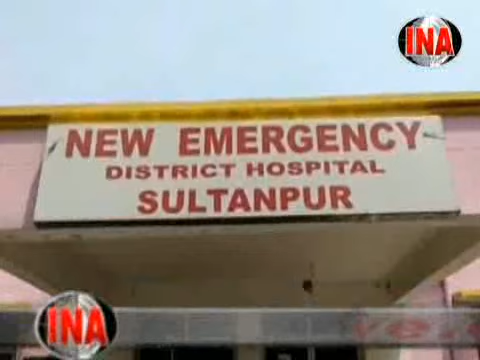 INA
NEW EMERGENCY
DISTRICT HOSPITAL
SULTANPUR
INA